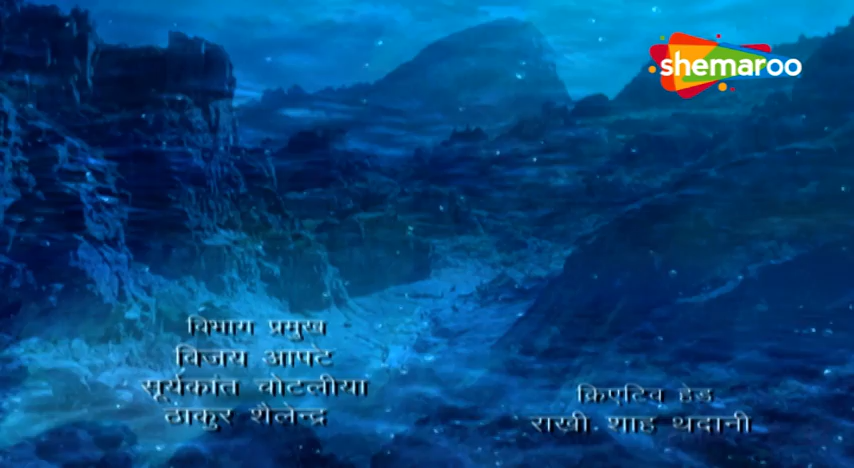 shemaroo
विभाग प्रमुख
विजय आपटे
सूर्यकांत चोटलीया
ठाकुर शैलेन्द्र
क्रिएटिव हेड
राखी शाह थदानी